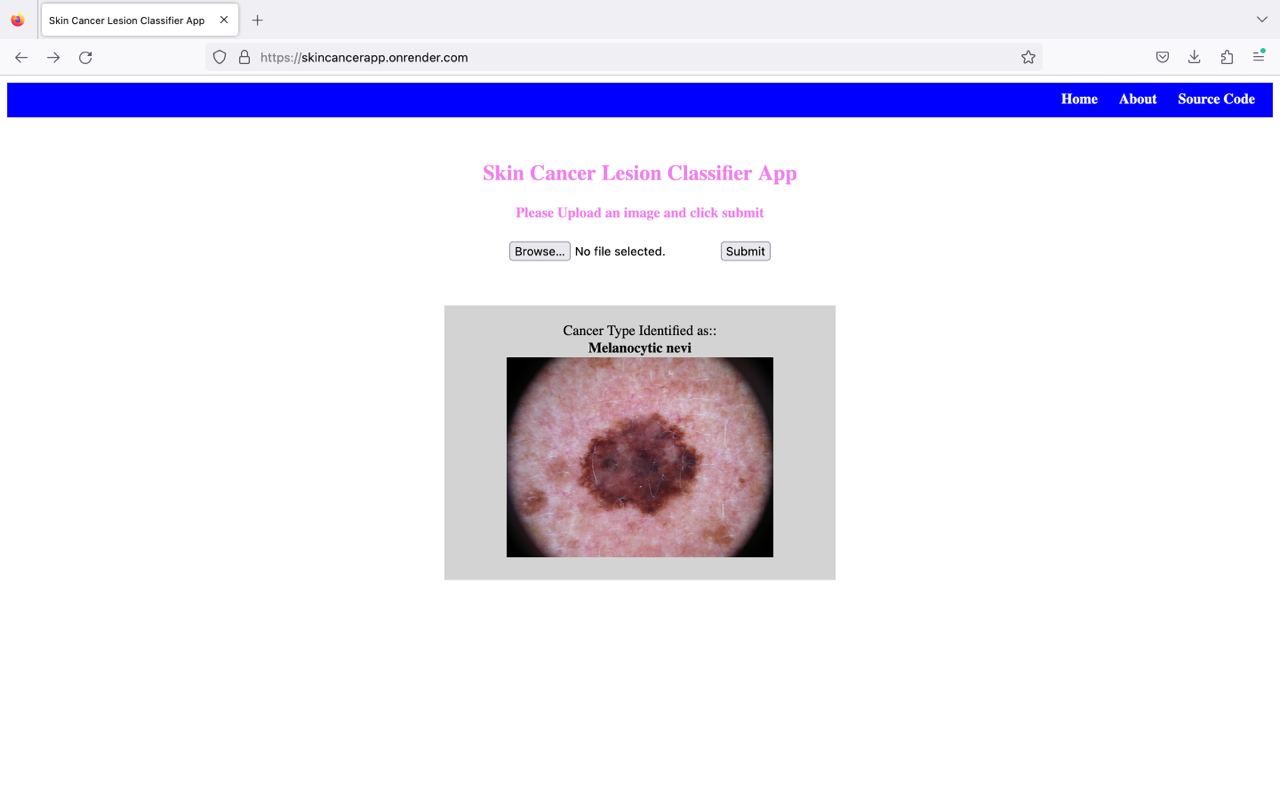 Skin Cancer Lesion Classifier App
https://skincancerapp.onrender.com
Home About Source Code
Skin Cancer Lesion Classifier App
Please Upload an image and click submit
Browse... No file selected. Submit
Cancer Type Identified as::
Melanocytic nevi